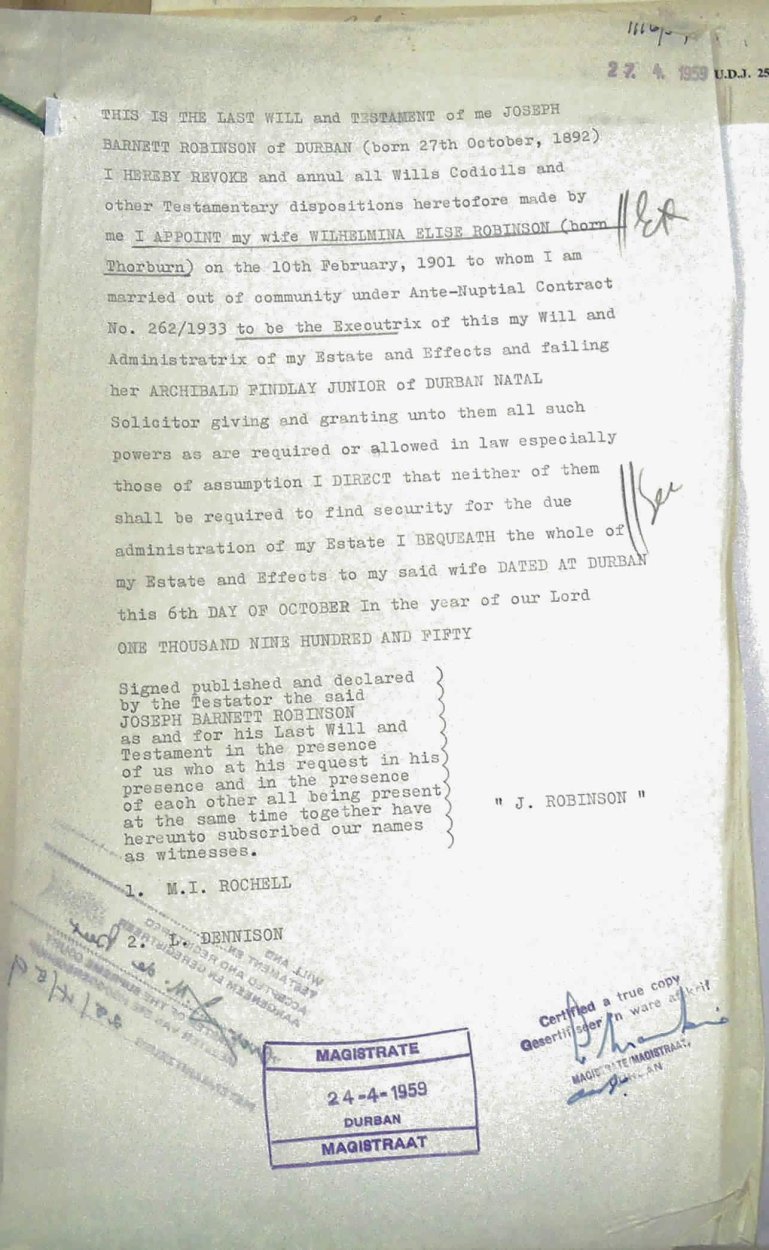 27. 4. 1959 U.D.J. 25
THIS IS THE LAST WILL and TESTAMENT of me JOSEPH
BARNETT ROBINSON of DURBAN (born 27th October, 1892)
I HEREBY REVOKE and annul all Wills Codicils and
other Testamentary dispositions heretofore made by
me I APPOINT my wife WILHELMINA ELISE ROBINSON (born
Thorburn) on the 10th February, 1901 to whom I am
married out of community under Ante-Nuptial Contract
No. 262/1933 to be the Executrix of this my Will and
Administratrix of my Estate and Effects and failing
her ARCHIBALD FINDLAY JUNIOR of DURBAN NATAL
Solicitor giving and granting unto them all such
powers as are required or allowed in law especially
those of assumption I DIRECT that neither of them
shall be required to find security for the due
administration of my Estate I BEQUEATH the whole of
my Estate and Effects to my said wife DATED AT DURBAN
this 6th DAY OF OCTOBER In the year of our Lord
ONE THOUSAND NINE HUNDRED AND FIFTY
Signed published and declared
by the Testator the said
JOSEPH BARNETT ROBINSON
as and for his Last Will and
Testament in the presence
of us who at his request in his
presence and in the presence
of each other all being present
at the same time together have
hereunto subscribed our names
as witnesses.
" J. ROBINSON "
1. M.I. ROCHELL
2. L. DENNISON
Certified a true copy
Gesertifiseer 'n ware afskrif
MAGISTRATE/MAGISTRAAT,
DURBAN
MAGISTRATE
24-4-1959
DURBAN
MAGISTRAAT